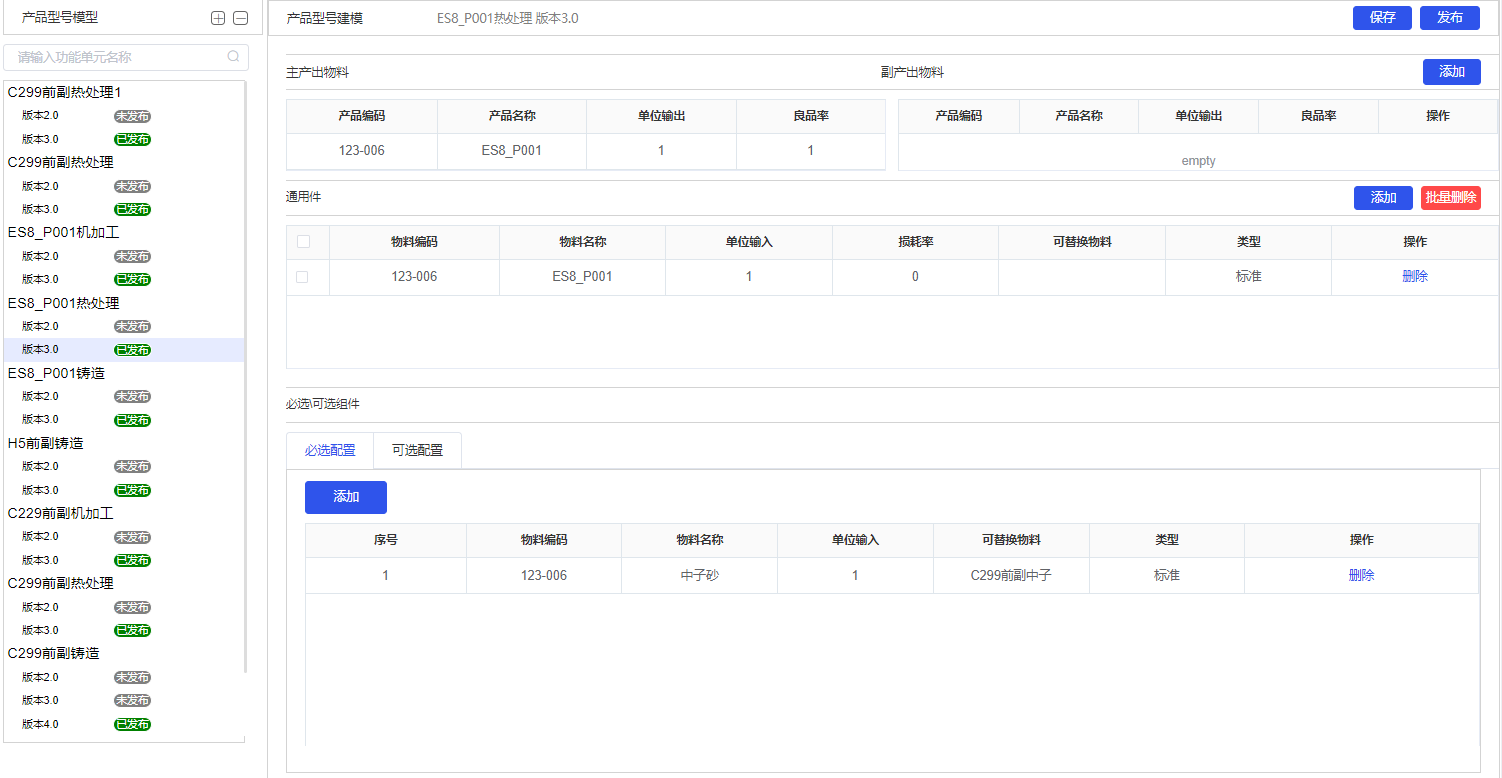 产品型号模型
请输入功能单元名称
C299前副热处理1
版本2.0 未发布
版本3.0 已发布
C299前副热处理
版本2.0 未发布
版本3.0 已发布
ES8_P001机加工
版本2.0 未发布
版本3.0 已发布
ES8_P001热处理
版本2.0 未发布
版本3.0 已发布
ES8_P001铸造
版本2.0 未发布
版本3.0 已发布
H5前副铸造
版本2.0 未发布
版本3.0 已发布
C229前副机加工
版本2.0 未发布
版本3.0 已发布
C299前副热处理
版本2.0 未发布
版本3.0 已发布
C299前副铸造
版本2.0 未发布
版本3.0 未发布
版本4.0 已发布
产品型号建模 ES8_P001热处理 版本3.0 保存 发布
主产出物料 副产出物料 添加
产品编码 产品名称 单位输出 良品率 产品编码 产品名称 单位输出 良品率 操作
123-006 ES8_P001 1 1
empty
通用件 添加 批量删除
物料编码 物料名称 单位输入 损耗率 可替换物料 类型 操作
123-006 ES8_P001 1 0 标准 删除
必选\可选组件
必选配置 可选配置
添加
序号 物料编码 物料名称 单位输入 可替换物料 类型 操作
1 123-006 中子砂 1 C299前副中子 标准 删除